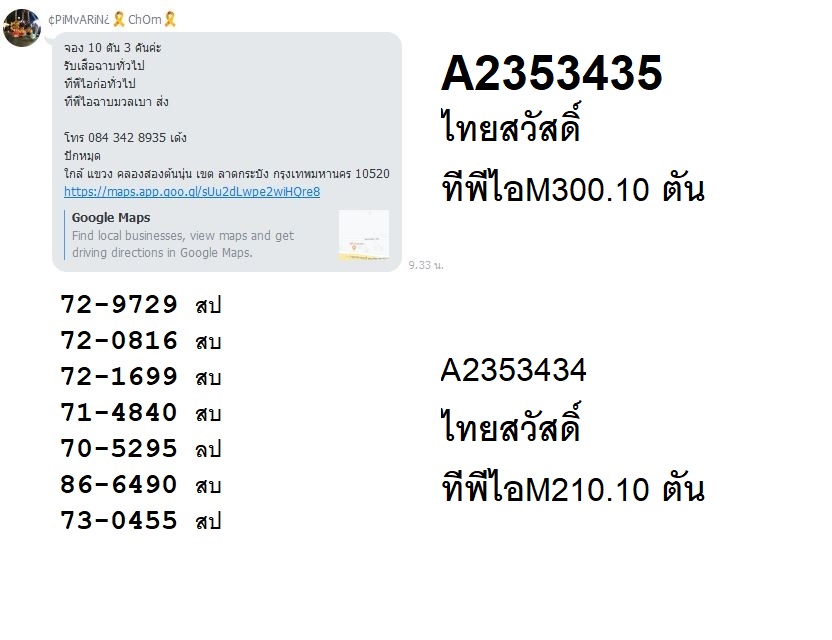 ¢PiMvARiN¿🎗ChOm🎗
จอง 10 ตัน 3 คันค่ะ
รับเสือฉาบทั่วไป
ทีพีไอก่อทั่วไป
ทีพีไอฉาบมวลเบา ส่ง
โทร 084 342 8935 เด้ง
ปักหมุด
ใกล้ แขวง คลองสองต้นนุ่น เขต ลาดกระบัง กรุงเทพมหานคร 10520
https://maps.app.goo.gl/sUu2dLwpe2wiHQre8
Google Maps
Find local businesses, view maps and get
driving directions in Google Maps.
9.33 น.
72-9729 สป
72-0816 สบ
72-1699 สบ
71-4840 สบ
70-5295 ลป
86-6490 สบ
73-0455 สป
A2353435
ไทยสวัสดิ์
ทีพีไอM300.10 ตัน
A2353434
ไทยสวัสดิ์
ทีพีไอM210.10 ตัน